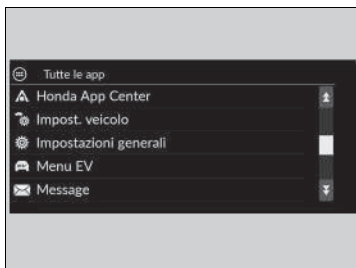 Tutte le app
Honda App Center
Impost. veicolo
Impostazioni generali
Menu EV
Message